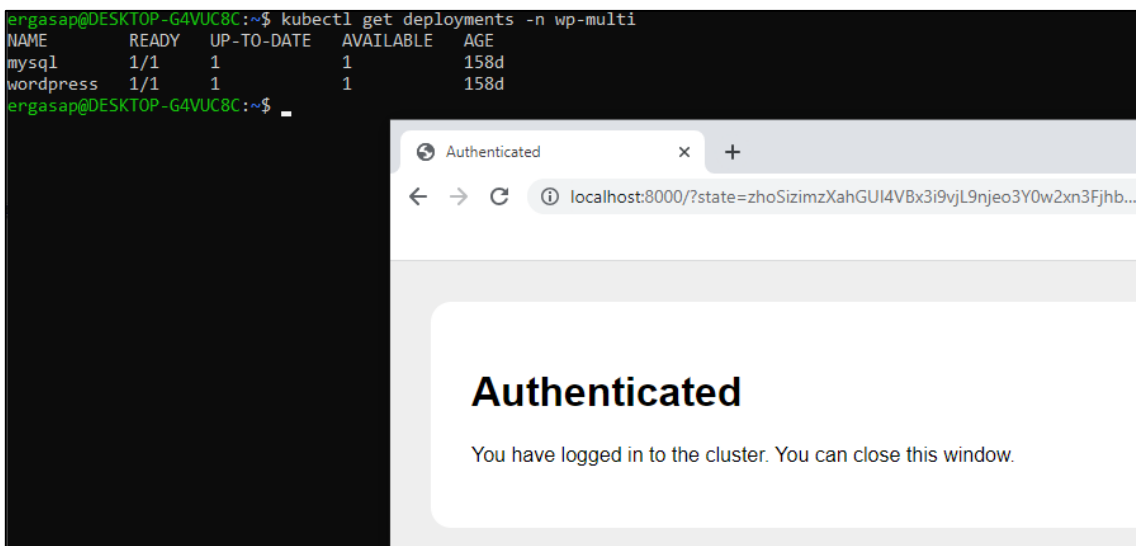 ergasap@DESKTOP-G4VUC8C:~$ kubectl get deployments -n wp-multi
NAME READY UP-TO-DATE AVAILABLE AGE
mysql 1/1 1 1 158d
wordpress 1/1 1 1 158d
ergasap@DESKTOP-G4VUC8C:~$ _
Authenticated
localhost:8000/?state=zhoSizimzXahGUI4VBx3i9vjL9njeo3Y0w2xn3Fjhb...
Authenticated
You have logged in to the cluster. You can close this window.